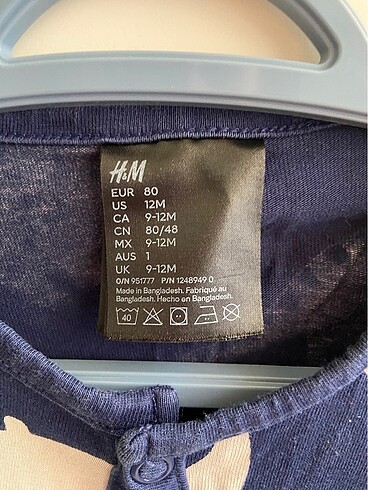 H&M
EUR 80
US 12M
CA 9-12M
CN 80/48
MX 9-12M
AUS 1
UK 9-12M
O/N 951777 P/N 1248949 0
Made in Bangladesh. Fabriqué au
Bangladesh. Hecho en Bangladesh.
40